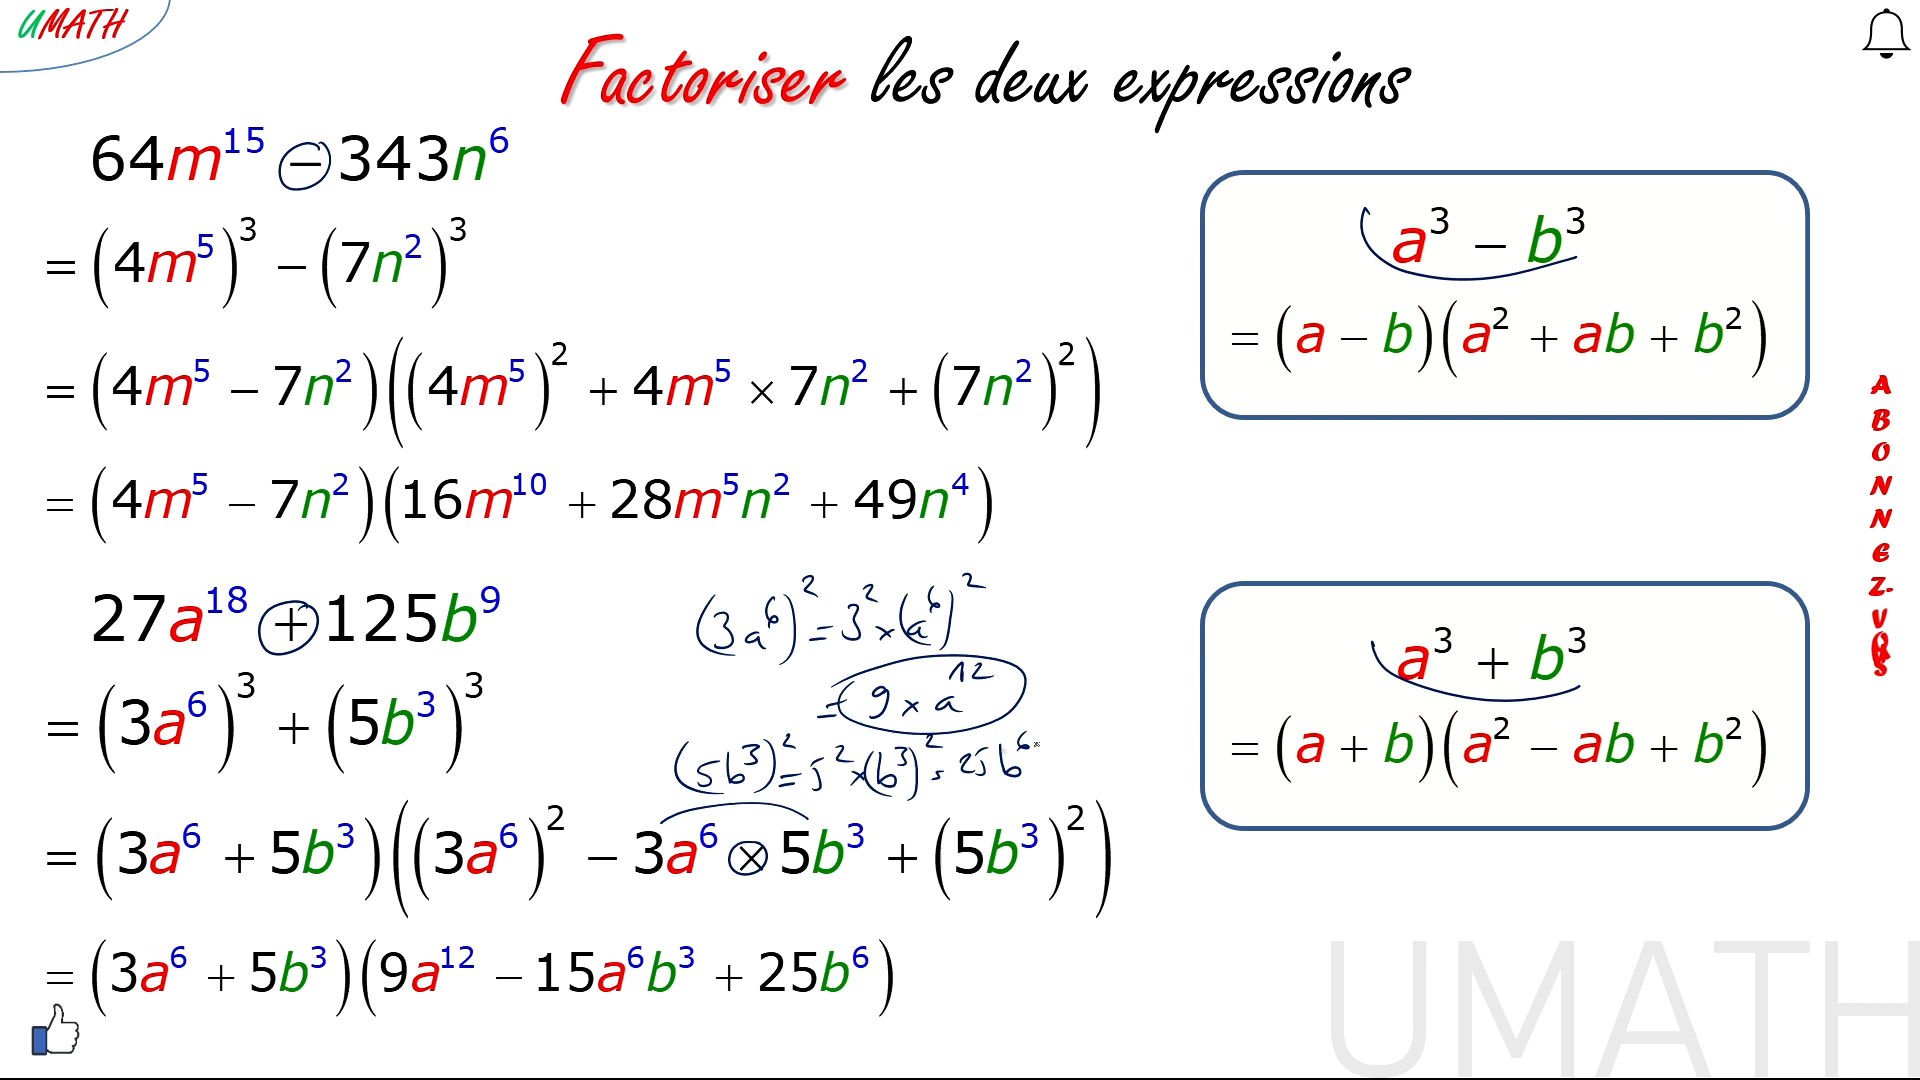 UMATH
Factoriser les deux expressions
64m¹⁵ − 343n⁶
= (4m⁵)³ − (7n²)³
= (4m⁵ − 7n²)((4m⁵)² + 4m⁵ × 7n² + (7n²)²)
= (4m⁵ − 7n²)(16m¹⁰ + 28m⁵n² + 49n⁴)
27a¹⁸ + 125b⁹
= (3a⁶)³ + (5b³)³
(3a⁶)² = 3² × (a⁶)²
= 9 × a¹²
(5b³)² = 5² × (b³)² = 25b⁶
= (3a⁶ + 5b³)((3a⁶)² − 3a⁶ ⊗ 5b³ + (5b³)²)
= (3a⁶ + 5b³)(9a¹² − 15a⁶b³ + 25b⁶)
a³ − b³
= (a − b)(a² + ab + b²)
a³ + b³
= (a + b)(a² − ab + b²)
ABONNEZ-VOUS
UMATH